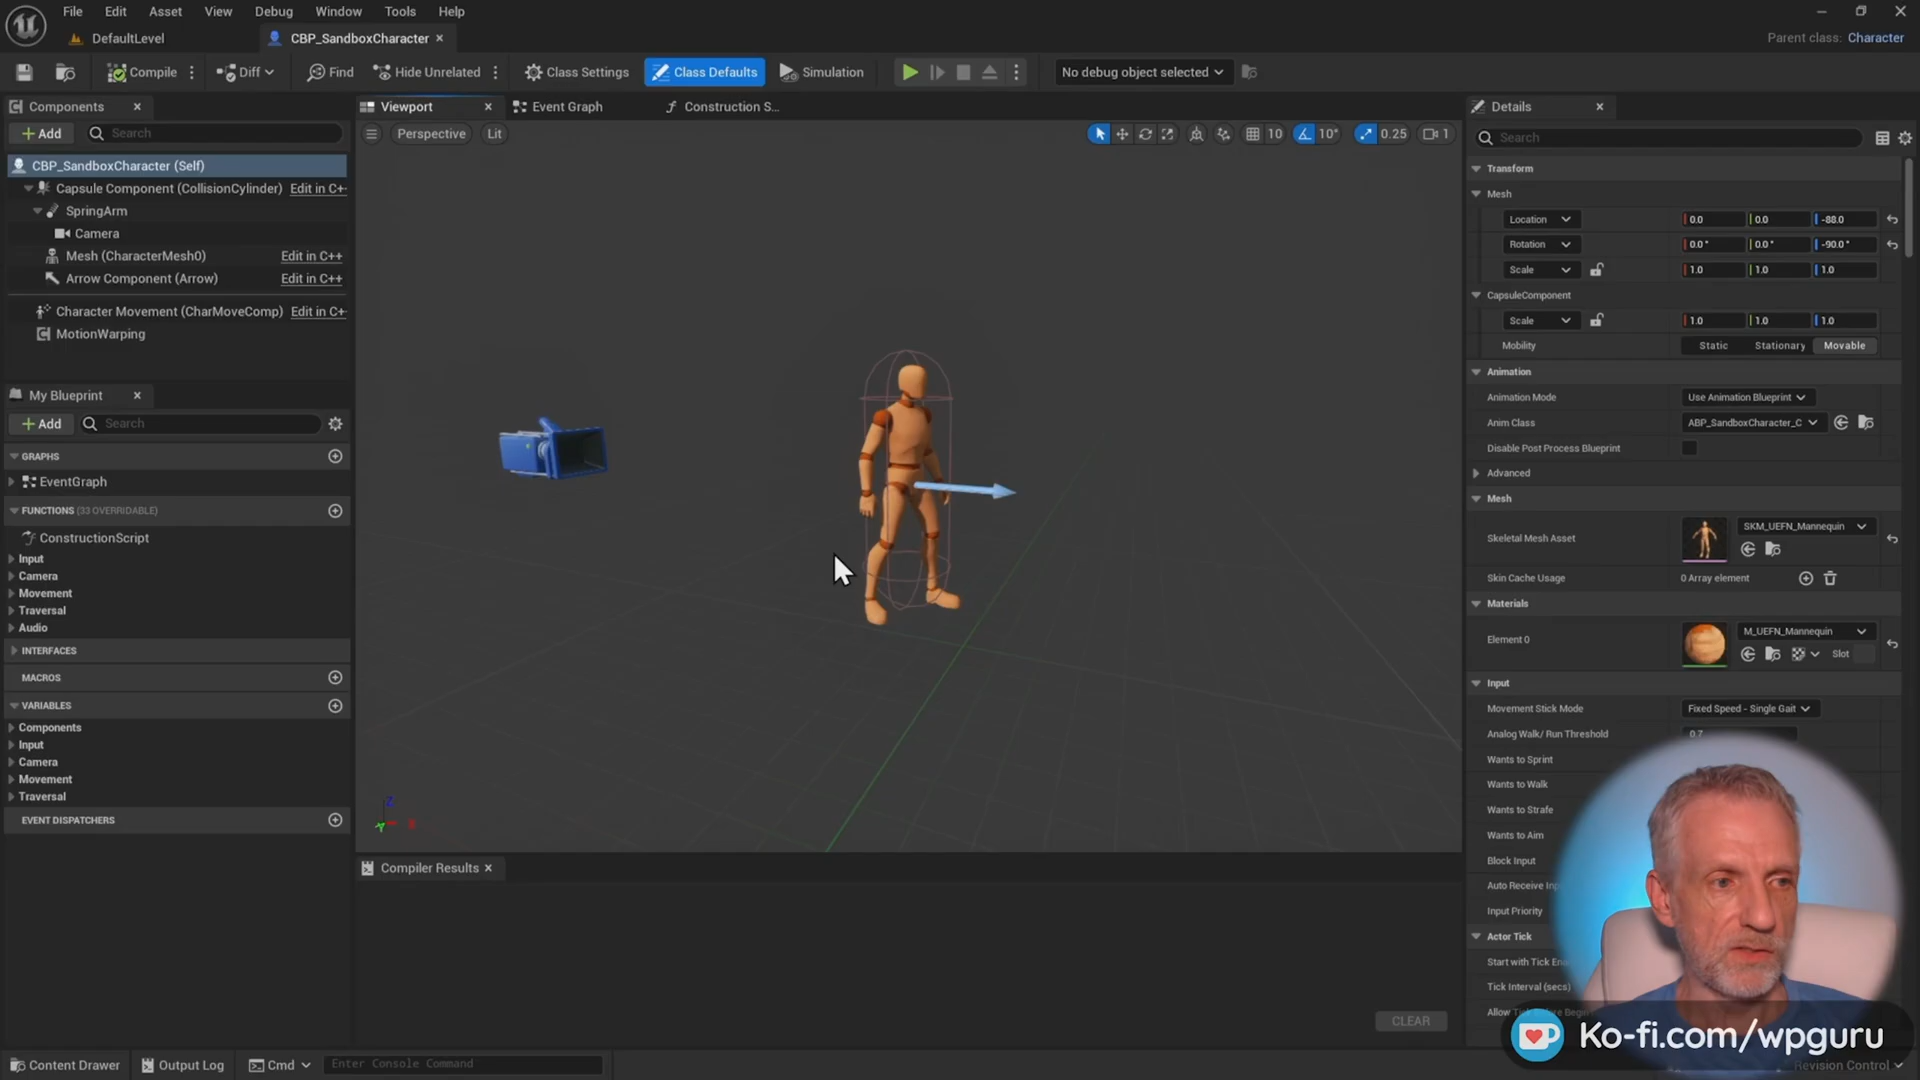 File Edit Asset View Debug Window Tools Help
DefaultLevel CBP_SandboxCharacter Parent class: Character
Compile Diff Find Hide Unrelated Class Settings Class Defaults Simulation No debug object selected
Components Viewport Event Graph Construction S... Details
Add Search Perspective Lit 10 10° 0.25 1 Search
CBP_SandboxCharacter (Self)
Capsule Component (CollisionCylinder) Edit in C+
SpringArm
Camera
Mesh (CharacterMesh0) Edit in C++
Arrow Component (Arrow) Edit in C++
Character Movement (CharMoveComp) Edit in C+
MotionWarping
My Blueprint
Add Search
GRAPHS
EventGraph
FUNCTIONS (33 OVERRIDABLE)
ConstructionScript
Input
Camera
Movement
Traversal
Audio
INTERFACES
MACROS
VARIABLES
Components
Input
Camera
Movement
Traversal
EVENT DISPATCHERS
Z
Y
Compiler Results
CLEAR
Transform
Mesh
Location 0.0 0.0 -88.0
Rotation 0.0° 0.0° -90.0°
Scale 1.0 1.0 1.0
CapsuleComponent
Scale 1.0 1.0 1.0
Mobility Static Stationary Movable
Animation
Animation Mode Use Animation Blueprint
Anim Class ABP_SandboxCharacter_C
Disable Post Process Blueprint
Advanced
Mesh
Skeletal Mesh Asset SKM_UEFN_Mannequin
Skin Cache Usage 0 Array element
Materials
Element 0 M_UEFN_Mannequin
Slot
Input
Movement Stick Mode Fixed Speed - Single Gait
Analog Walk/ Run Threshold 0.7
Wants to Sprint
Wants to Walk
Wants to Strafe
Wants to Aim
Block Input
Auto Receive
Input Priority
Actor Tick
Start with Tick
Tick Interval (secs)
Allow
Ko-fi.com/wpguru
Content Drawer Output Log Cmd Enter Console Command Revision Control